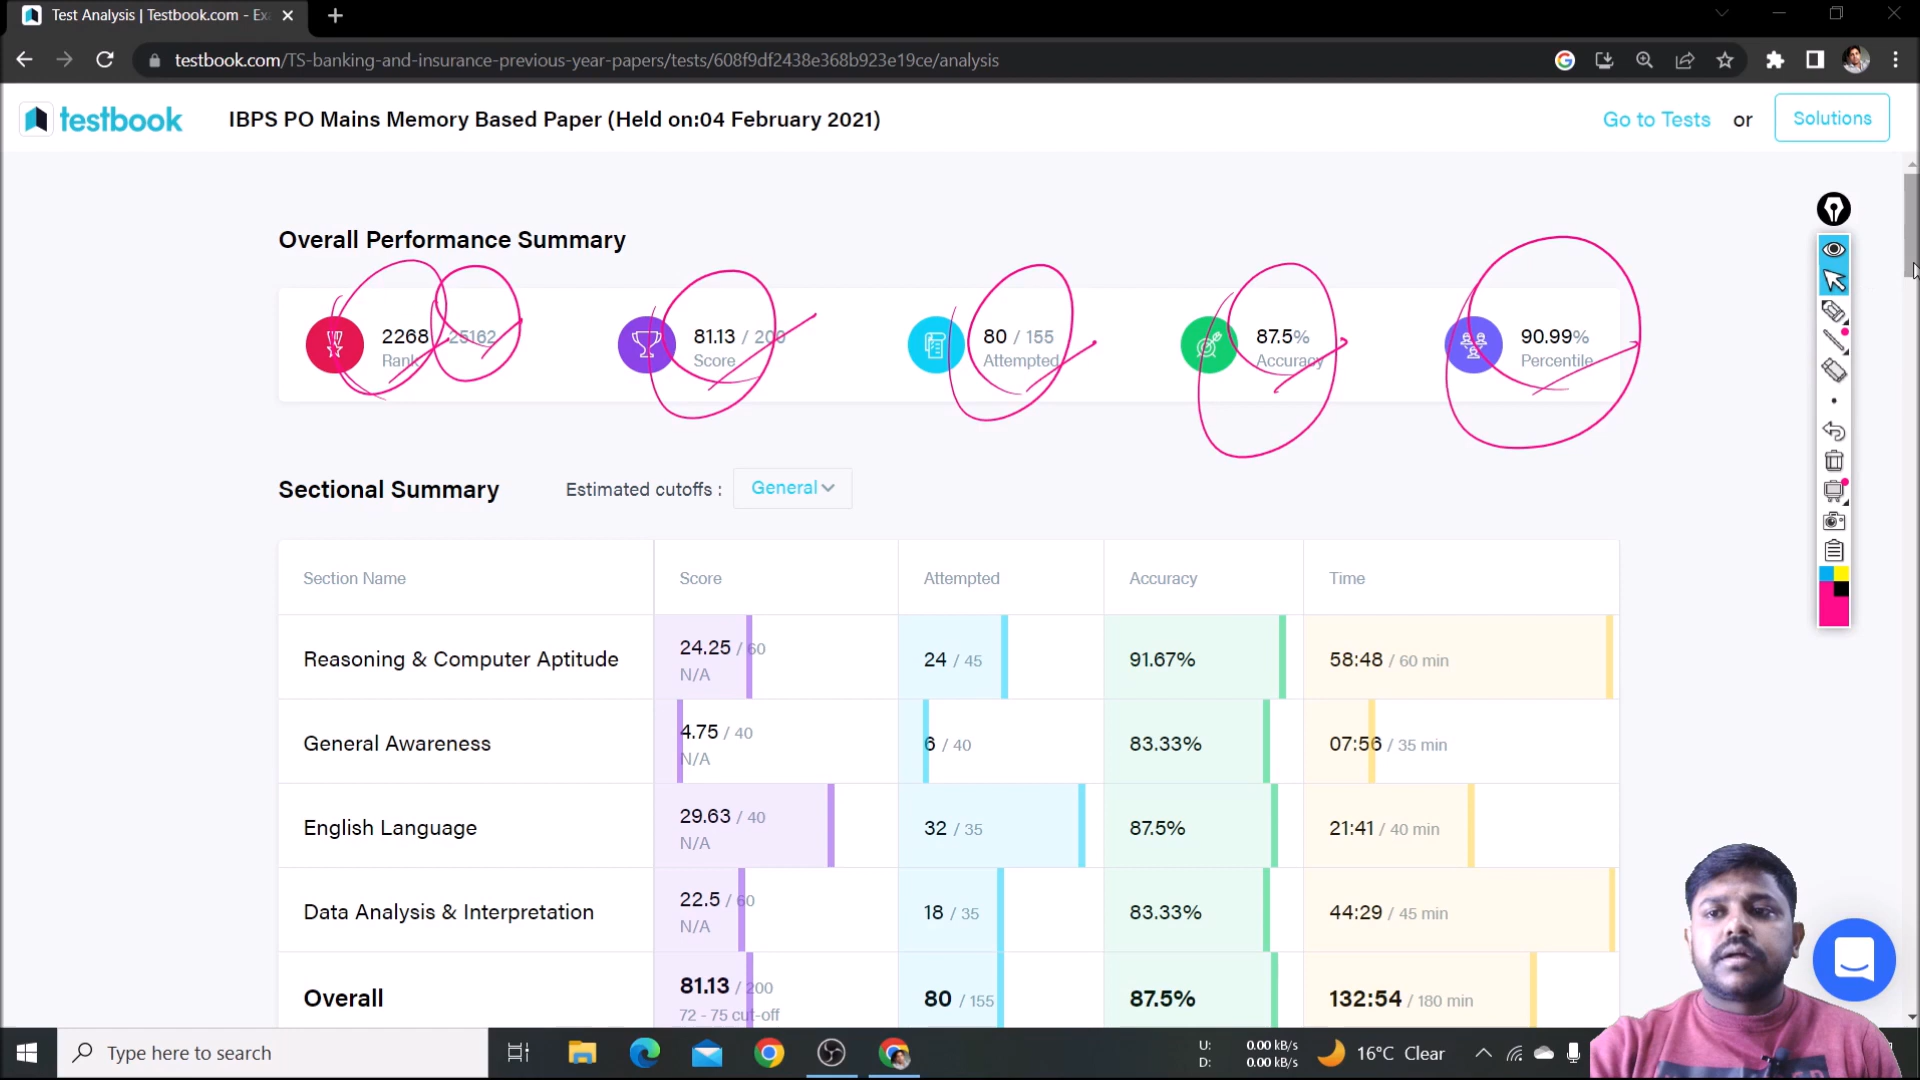 Test Analysis | Testbook.com - Ex
testbook.com/TS-banking-and-insurance-previous-year-papers/tests/608f9df2438e368b923e19ce/analysis
testbook
IBPS PO Mains Memory Based Paper (Held on:04 February 2021)
Go to Tests or Solutions
Overall Performance Summary
2268 25162
Rank
81.13 / 200
Score
80 / 155
Attempted
87.5%
Accuracy
90.99%
Percentile
Sectional Summary
Estimated cutoffs : General
Section Name Score Attempted Accuracy Time
Reasoning & Computer Aptitude 24.25 / 60 N/A 24 / 45 91.67% 58:48 / 60 min
General Awareness 4.75 / 40 N/A 6 / 40 83.33% 07:56 / 35 min
English Language 29.63 / 40 N/A 32 / 35 87.5% 21:41 / 40 min
Data Analysis & Interpretation 22.5 / 60 N/A 18 / 35 83.33% 44:29 / 45 min
Overall 81.13 / 200 72 - 75 cut-off 80 / 155 87.5% 132:54 / 180 min
Type here to search
U: 0.00 kB/s
D: 0.00 kB/s
16°C Clear